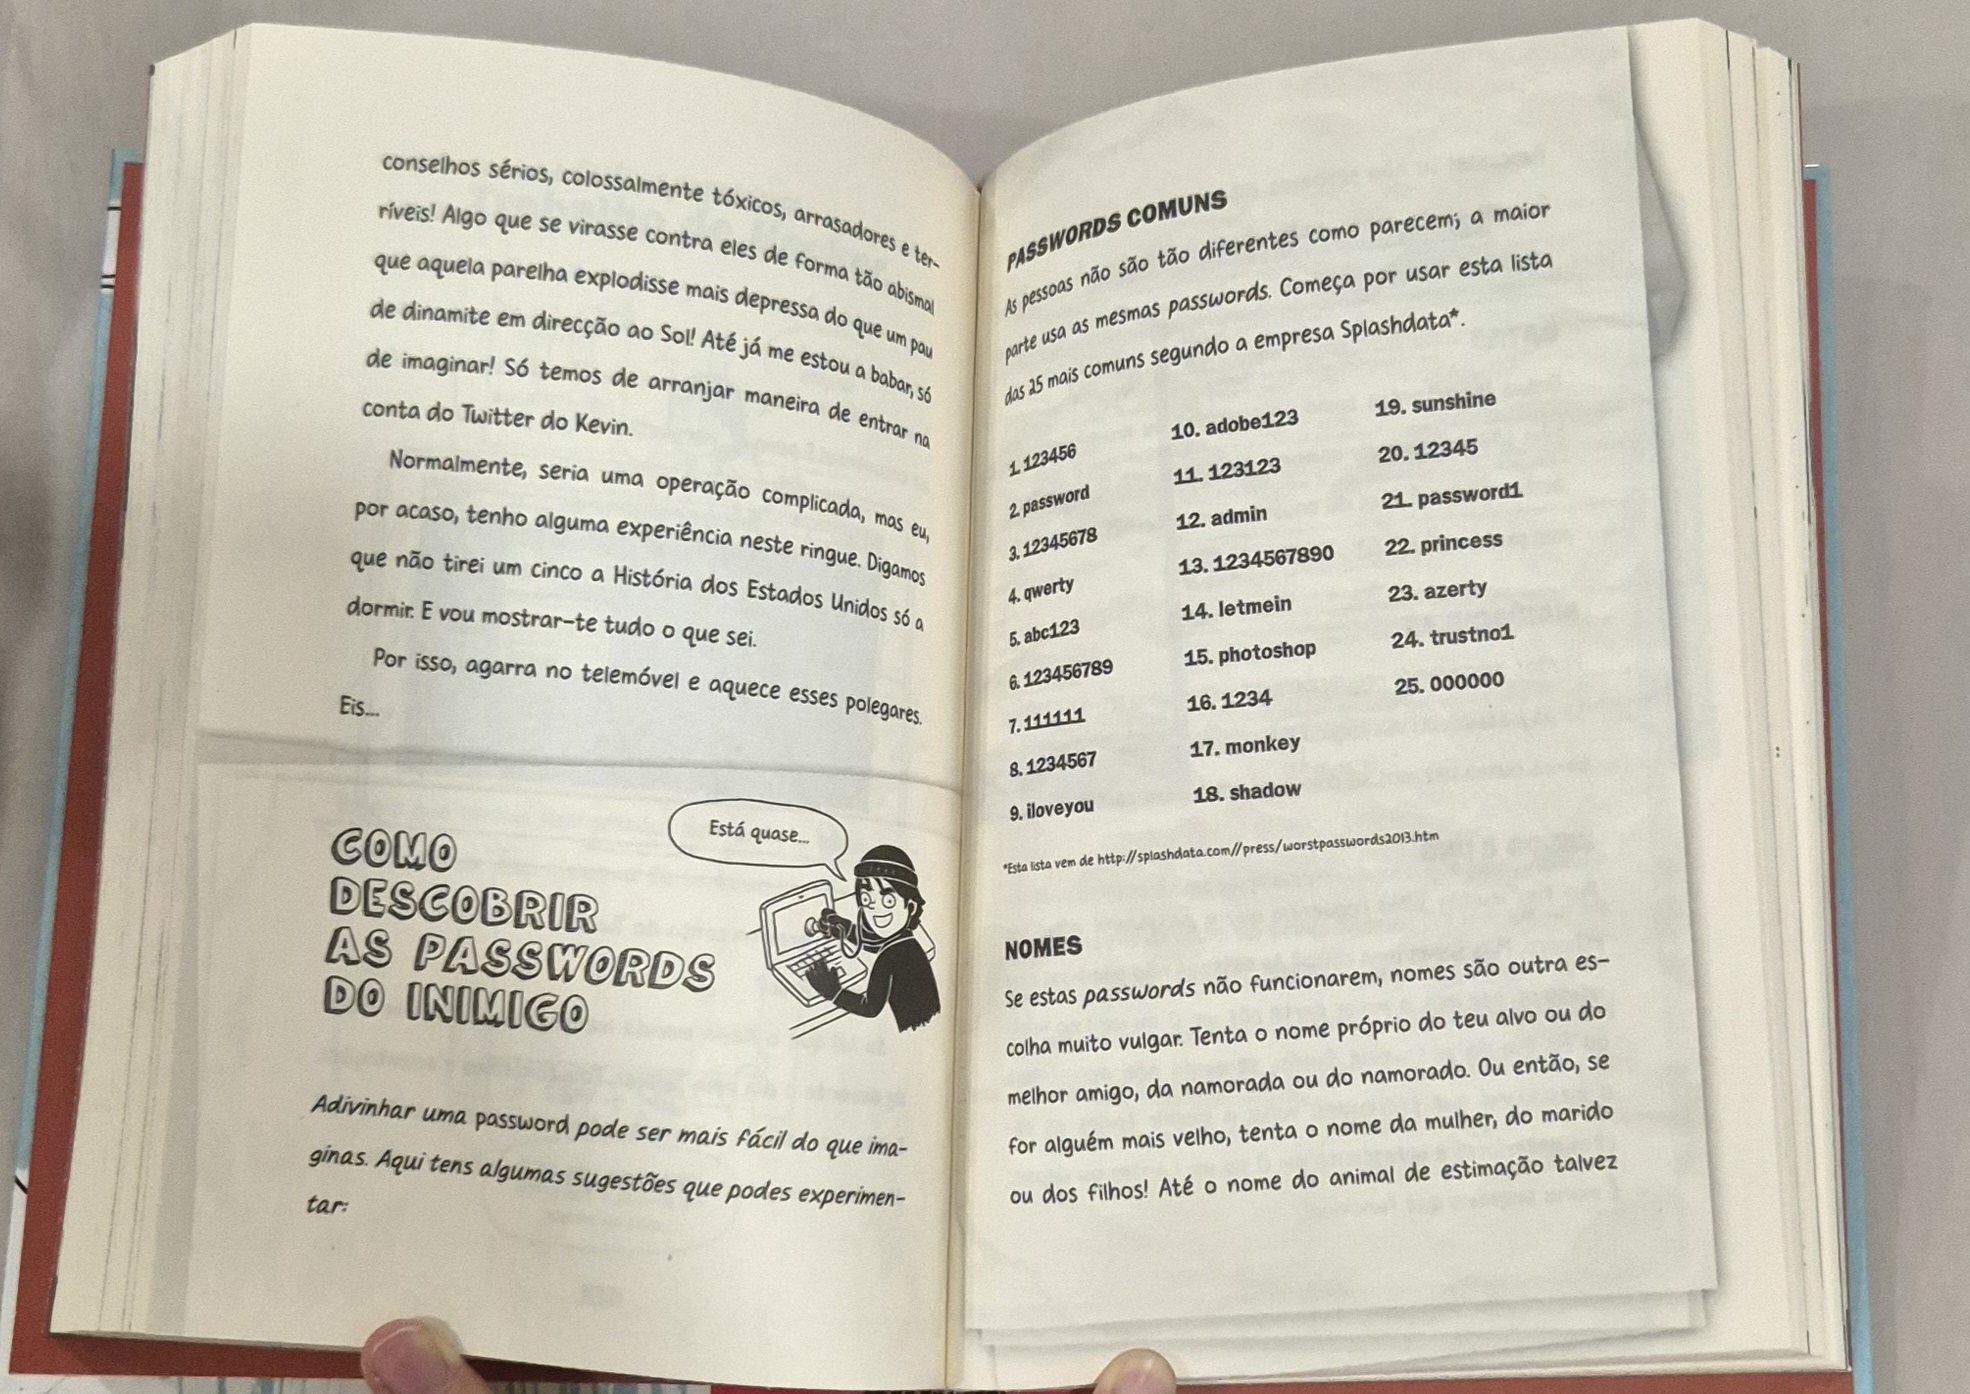 conselhos sérios, colossalmente tóxicos, arrasadores e ter-
ríveis! Algo que se virasse contra eles de forma tão abismal
que aquela parelha explodisse mais depressa do que um pau
de dinamite em direcção ao Sol! Até já me estou a babar, só
de imaginar! Só temos de arranjar maneira de entrar na
conta do Twitter do Kevin.
Normalmente, seria uma operação complicada, mas eu,
por acaso, tenho alguma experiência neste ringue. Digamos
que não tirei um cinco a História dos Estados Unidos só a
dormir. E vou mostrar-te tudo o que sei.
Por isso, agarra no telemóvel e aquece esses polegares.
Eis...
Está quase...
COMO
DESCOBRIR
AS PASSWORDS
DO INIMIGO
Adivinhar uma password pode ser mais fácil do que ima-
ginas. Aqui tens algumas sugestões que podes experimen-
tar:
PASSWORDS COMUNS
As pessoas não são tão diferentes como parecem; a maior
parte usa as mesmas passwords. Começa por usar esta lista
das 25 mais comuns segundo a empresa Splashdata*.
1. 123456
2. password
3. 12345678
4. qwerty
5. abc123
6. 123456789
7. 111111
8. 1234567
9. iloveyou
10. adobe123
11. 123123
12. admin
13. 1234567890
14. letmein
15. photoshop
16. 1234
17. monkey
18. shadow
19. sunshine
20. 12345
21. password1
22. princess
23. azerty
24. trustno1
25. 000000
*Esta lista vem de http://splashdata.com//press/worstpasswords2013.htm
NOMES
Se estas passwords não funcionarem, nomes são outra es-
colha muito vulgar. Tenta o nome próprio do teu alvo ou do
melhor amigo, da namorada ou do namorado. Ou então, se
for alguém mais velho, tenta o nome da mulher, do marido
ou dos filhos! Até o nome do animal de estimação talvez